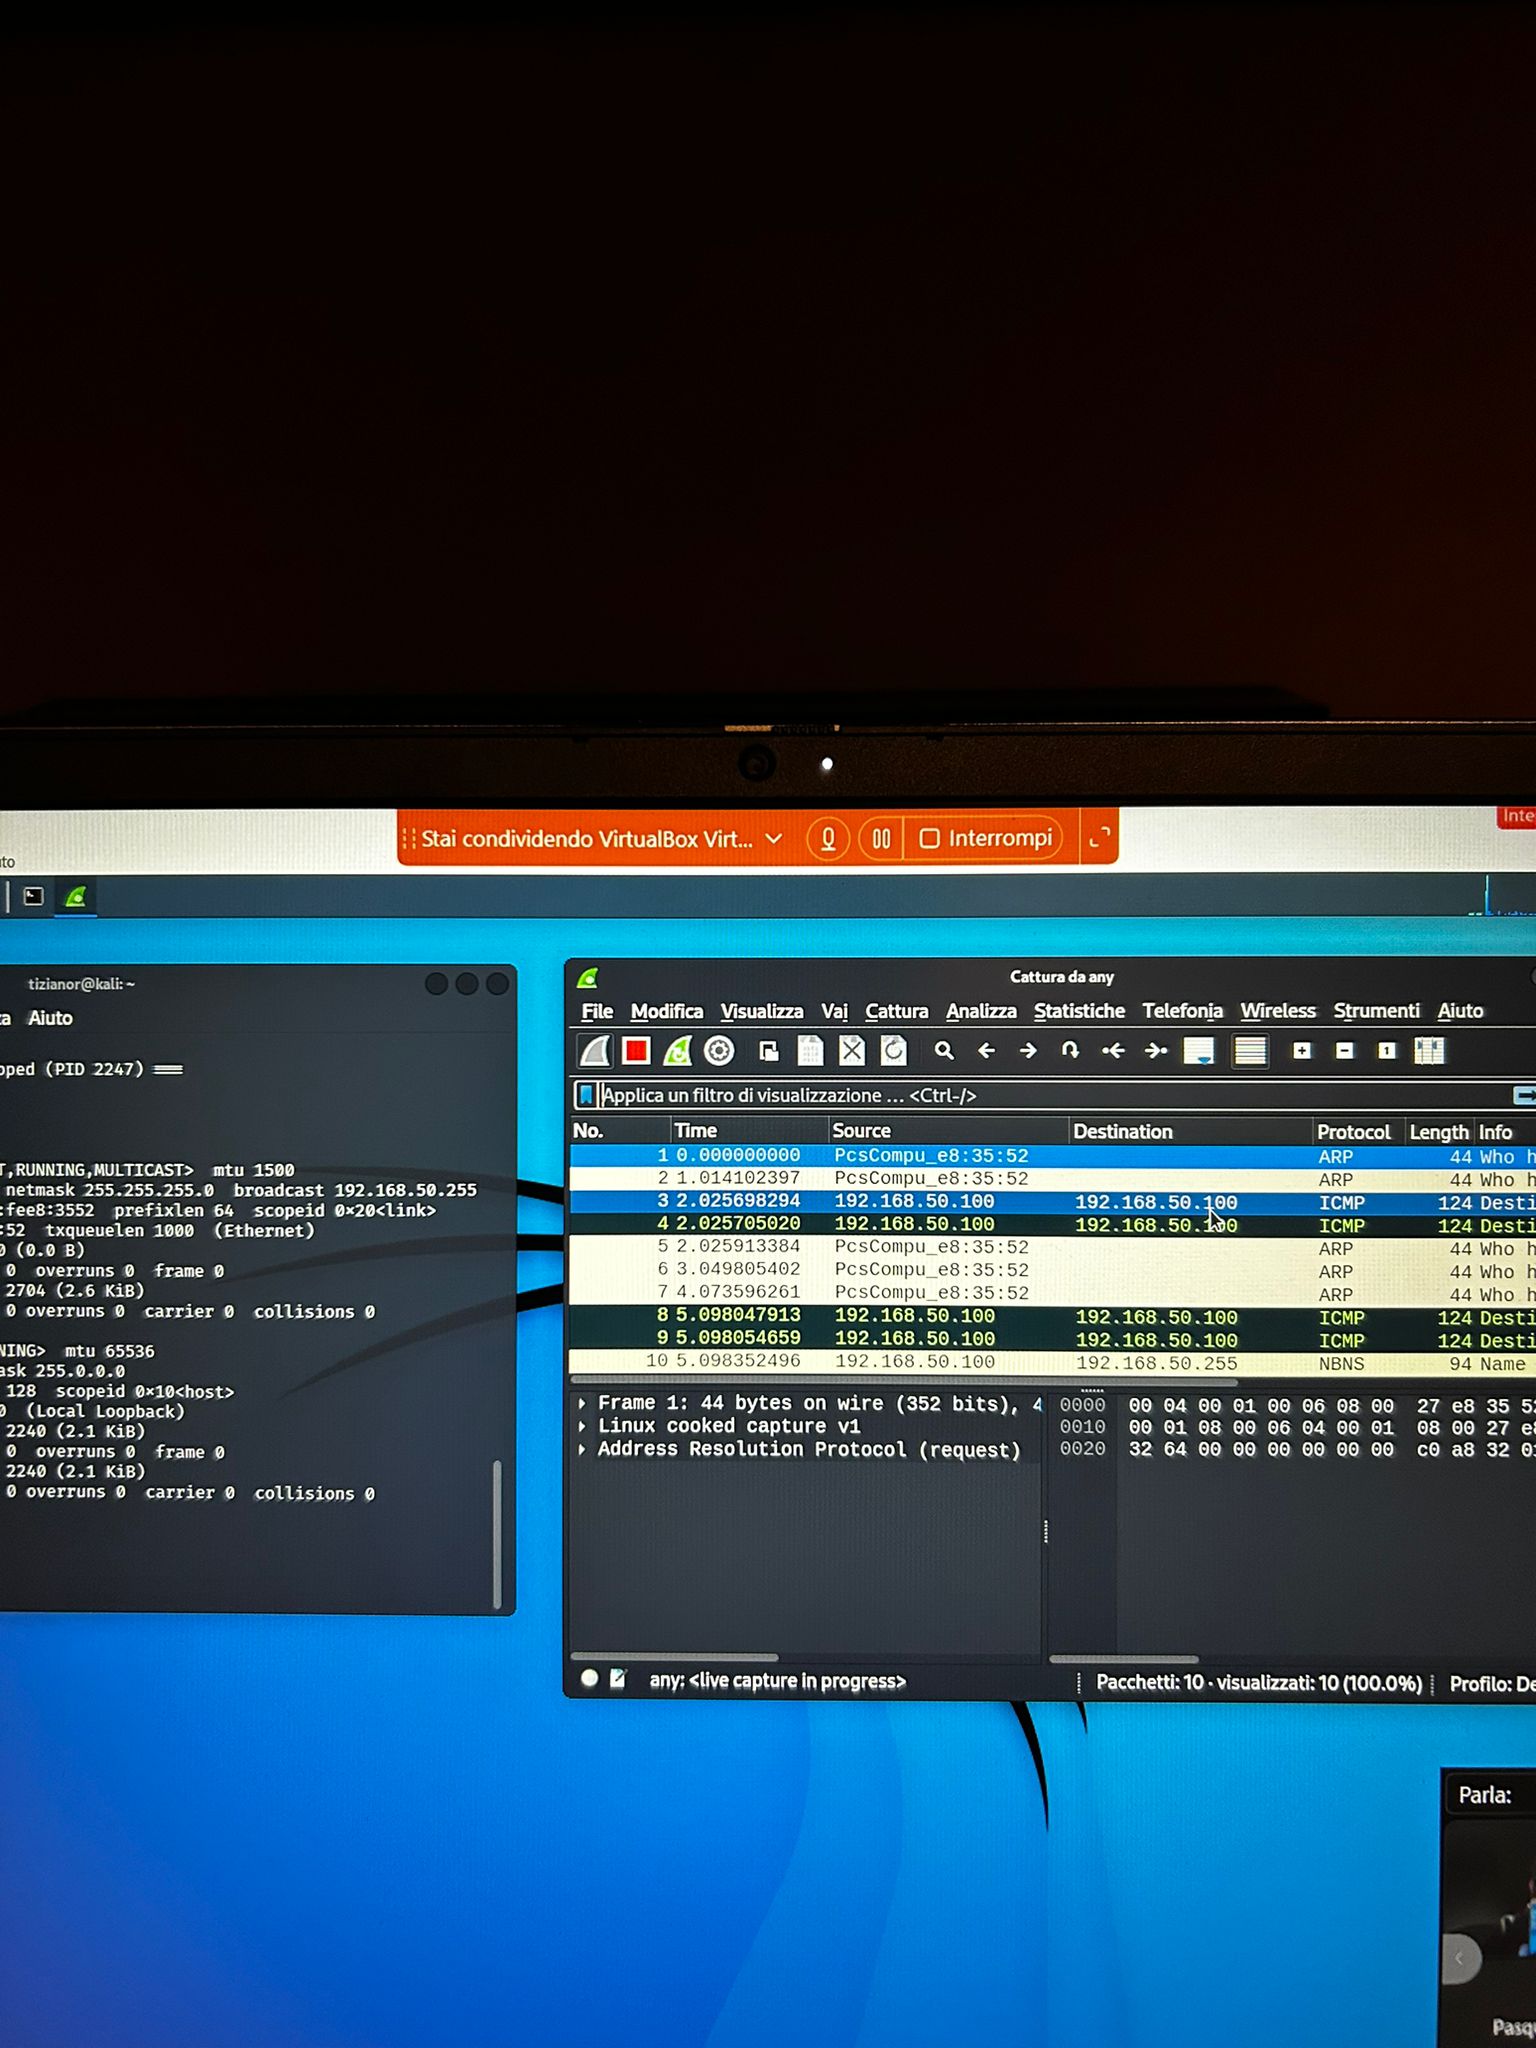 Stai condividendo VirtualBox Virt...
Interrompi
Inte
uto
tizianor@kali: ~
Aiuto
pped (PID 2247)
T,RUNNING,MULTICAST>  mtu 1500
netmask 255.255.255.0  broadcast 192.168.50.255
:fee8:3552  prefixlen 64  scopeid 0×20<link>
:52  txqueuelen 1000  (Ethernet)
0 (0.0 B)
0  overruns 0  frame 0
2704 (2.6 KiB)
0 overruns 0  carrier 0  collisions 0
NING>  mtu 65536
ask 255.0.0.0
128  scopeid 0×10<host>
0  (Local Loopback)
2240 (2.1 KiB)
0  overruns 0  frame 0
2240 (2.1 KiB)
0 overruns 0  carrier 0  collisions 0
Cattura da any
File Modifica Visualizza Vai Cattura Analizza Statistiche Telefonia Wireless Strumenti Aiuto
Applica un filtro di visualizzazione ... <Ctrl-/>
No. Time Source Destination Protocol Length Info
1 0.000000000 PcsCompu_e8:35:52 ARP 44 Who h
2 1.014102397 PcsCompu_e8:35:52 ARP 44 Who h
3 2.025698294 192.168.50.100 192.168.50.100 ICMP 124 Desti
4 2.025705020 192.168.50.100 192.168.50.100 ICMP 124 Desti
5 2.025913384 PcsCompu_e8:35:52 ARP 44 Who h
6 3.049805402 PcsCompu_e8:35:52 ARP 44 Who h
7 4.073596261 PcsCompu_e8:35:52 ARP 44 Who h
8 5.098047913 192.168.50.100 192.168.50.100 ICMP 124 Desti
9 5.098054659 192.168.50.100 192.168.50.100 ICMP 124 Desti
10 5.098352496 192.168.50.100 192.168.50.255 NBNS 94 Name
Frame 1: 44 bytes on wire (352 bits), 4
Linux cooked capture v1
Address Resolution Protocol (request)
0000 00 04 00 01 00 06 08 00 27 e8 35 52
0010 00 01 08 00 06 04 00 01 08 00 27 e8
0020 32 64 00 00 00 00 00 00 c0 a8 32 01
any: <live capture in progress>
Pacchetti: 10 · visualizzati: 10 (100.0%)
Profilo: De
Parla:
Pasqu